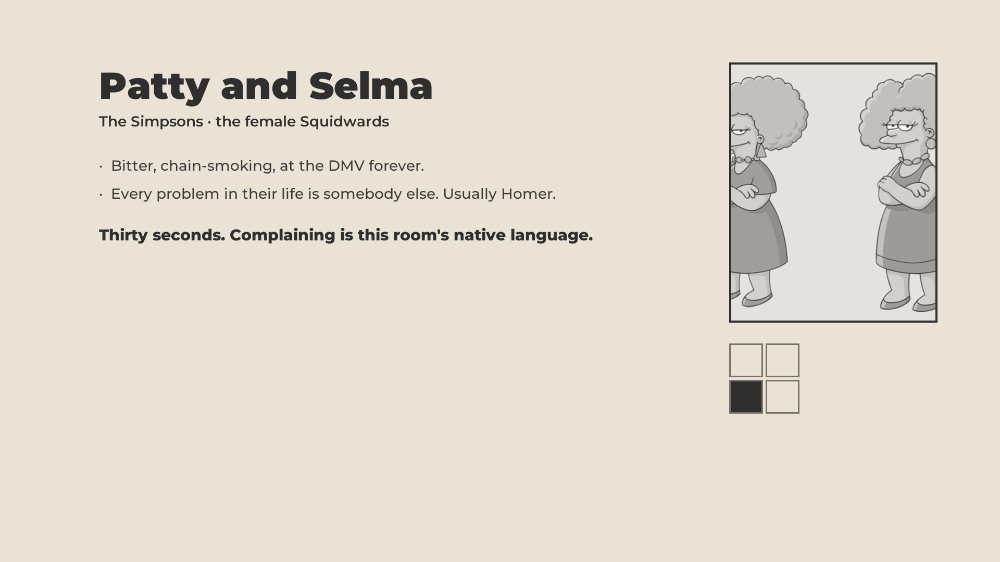 Patty and Selma
The Simpsons · the female Squidwards
· Bitter, chain-smoking, at the DMV forever.
· Every problem in their life is somebody else. Usually Homer.
Thirty seconds. Complaining is this room's native language.